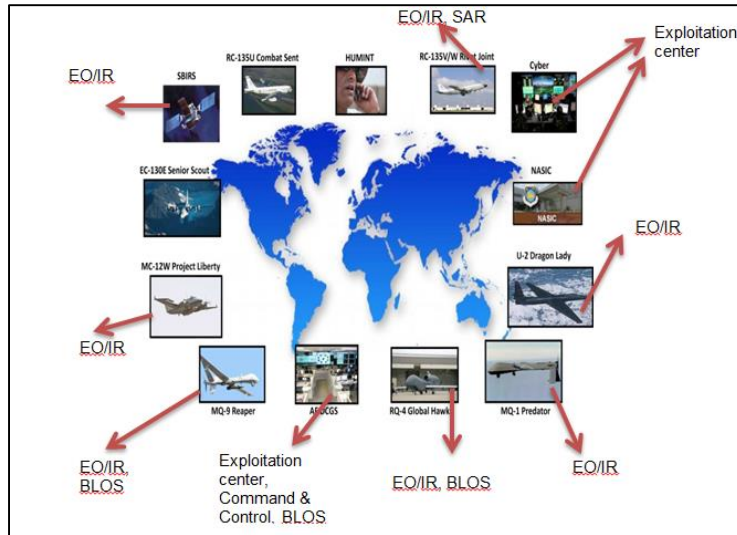 EO/IR, SAR
Exploitation
center
RC-135U Combat Sent
HUMINT
RC-135V/W Rivet Joint
Cyber
SBIRS
EO/IR
EC-130E Senior Scout
NASIC
NASIC
EO/IR
U-2 Dragon Lady
MC-12W Project Liberty
EO/IR
MQ-9 Reaper
RQ-4 Global Hawk
MQ-1 Predator
EO/IR,
BLOS
Exploitation
center,
Command &
Control, BLOS
EO/IR, BLOS
EO/IR